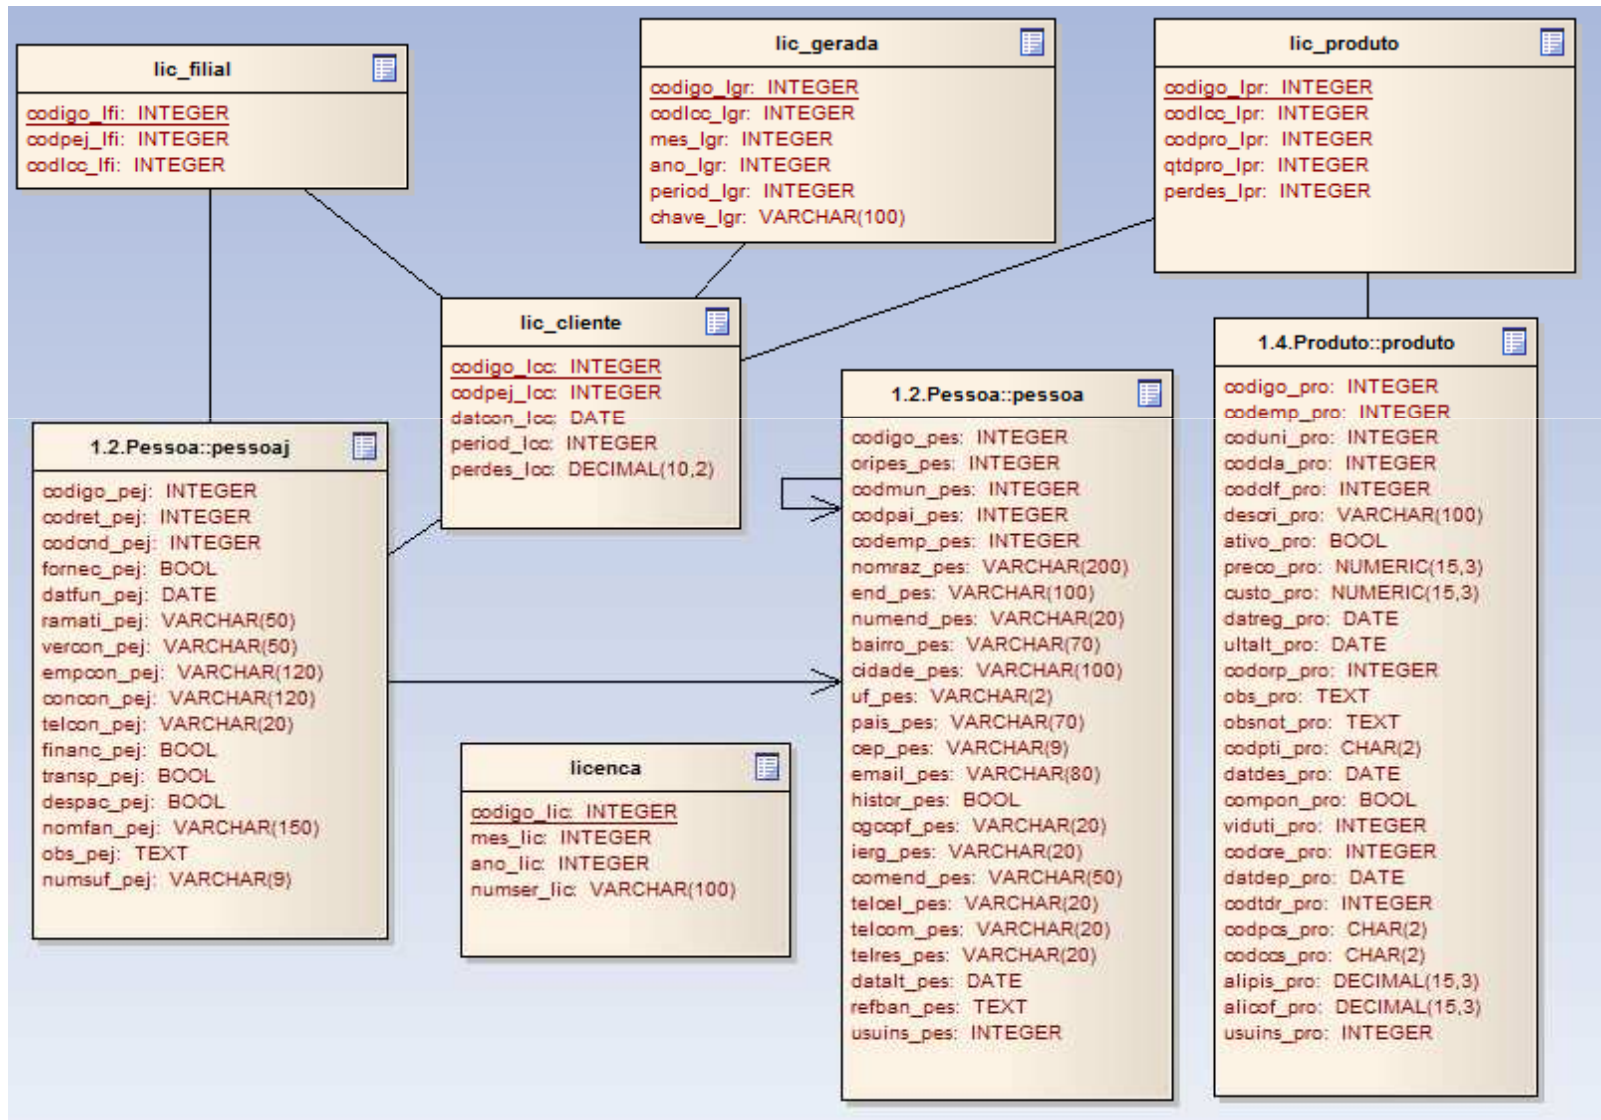 lic_filial
codigo_lfi: INTEGER
codpej_lfi: INTEGER
codlcc_lfi: INTEGER
lic_gerada
codigo_lgr: INTEGER
codlcc_lgr: INTEGER
mes_lgr: INTEGER
ano_lgr: INTEGER
period_lgr: INTEGER
chave_lgr: VARCHAR(100)
lic_produto
codigo_lpr: INTEGER
codlcc_lpr: INTEGER
codpro_lpr: INTEGER
qtdpro_lpr: INTEGER
perdes_lpr: INTEGER
lic_cliente
codigo_lcc: INTEGER
codpej_lcc: INTEGER
datcon_lcc: DATE
period_lcc: INTEGER
perdes_lcc: DECIMAL(10,2)
1.2.Pessoa::pessoaj
codigo_pej: INTEGER
codret_pej: INTEGER
codcnd_pej: INTEGER
fornec_pej: BOOL
datfun_pej: DATE
ramati_pej: VARCHAR(50)
vercon_pej: VARCHAR(50)
empcon_pej: VARCHAR(120)
concon_pej: VARCHAR(120)
telcon_pej: VARCHAR(20)
financ_pej: BOOL
transp_pej: BOOL
despac_pej: BOOL
nomfan_pej: VARCHAR(150)
obs_pej: TEXT
numsuf_pej: VARCHAR(9)
licenca
codigo_lic: INTEGER
mes_lic: INTEGER
ano_lic: INTEGER
numser_lic: VARCHAR(100)
1.2.Pessoa::pessoa
codigo_pes: INTEGER
oripes_pes: INTEGER
codmun_pes: INTEGER
codpai_pes: INTEGER
codemp_pes: INTEGER
nomraz_pes: VARCHAR(200)
end_pes: VARCHAR(100)
numend_pes: VARCHAR(20)
bairro_pes: VARCHAR(70)
cidade_pes: VARCHAR(100)
uf_pes: VARCHAR(2)
pais_pes: VARCHAR(70)
cep_pes: VARCHAR(9)
email_pes: VARCHAR(80)
histor_pes: BOOL
cgccpf_pes: VARCHAR(20)
ierg_pes: VARCHAR(20)
comend_pes: VARCHAR(50)
telcel_pes: VARCHAR(20)
telcom_pes: VARCHAR(20)
telres_pes: VARCHAR(20)
datalt_pes: DATE
refban_pes: TEXT
usuins_pes: INTEGER
1.4.Produto::produto
codigo_pro: INTEGER
codemp_pro: INTEGER
coduni_pro: INTEGER
codcla_pro: INTEGER
codclf_pro: INTEGER
descri_pro: VARCHAR(100)
ativo_pro: BOOL
preco_pro: NUMERIC(15,3)
custo_pro: NUMERIC(15,3)
datreg_pro: DATE
ultalt_pro: DATE
codorp_pro: INTEGER
obs_pro: TEXT
obsnot_pro: TEXT
codpti_pro: CHAR(2)
datdes_pro: DATE
compon_pro: BOOL
viduti_pro: INTEGER
codcre_pro: INTEGER
datdep_pro: DATE
codtdr_pro: INTEGER
codpcs_pro: CHAR(2)
codccs_pro: CHAR(2)
alipis_pro: DECIMAL(15,3)
alicof_pro: DECIMAL(15,3)
usuins_pro: INTEGER